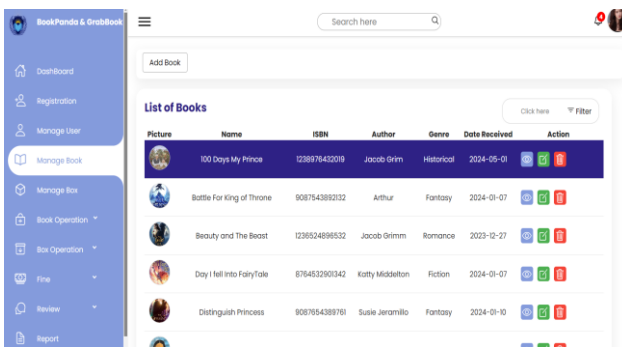 BookPanda & GrabBook
Search here
4
DashBoard
Registration
Manage User
Manage Book
Manage Box
Book Operation
Box Operation
Fine
Review
Report
Add Book
List of Books
Click here
Filter
Picture Name ISBN Author Genre Date Received Action
100 Days My Prince 1238976432019 Jacob Grim Historical 2024-05-01
Battle For King of Throne 9087543892132 Arthur Fantasy 2024-01-07
Beauty and The Beast 1236524896532 Jacob Grimm Romance 2023-12-27
Day I fell Into FairyTale 8764532901342 Katty Middelton Fiction 2024-01-07
Distinguish Princess 9087654389761 Susie Jeramillo Fantasy 2024-01-10